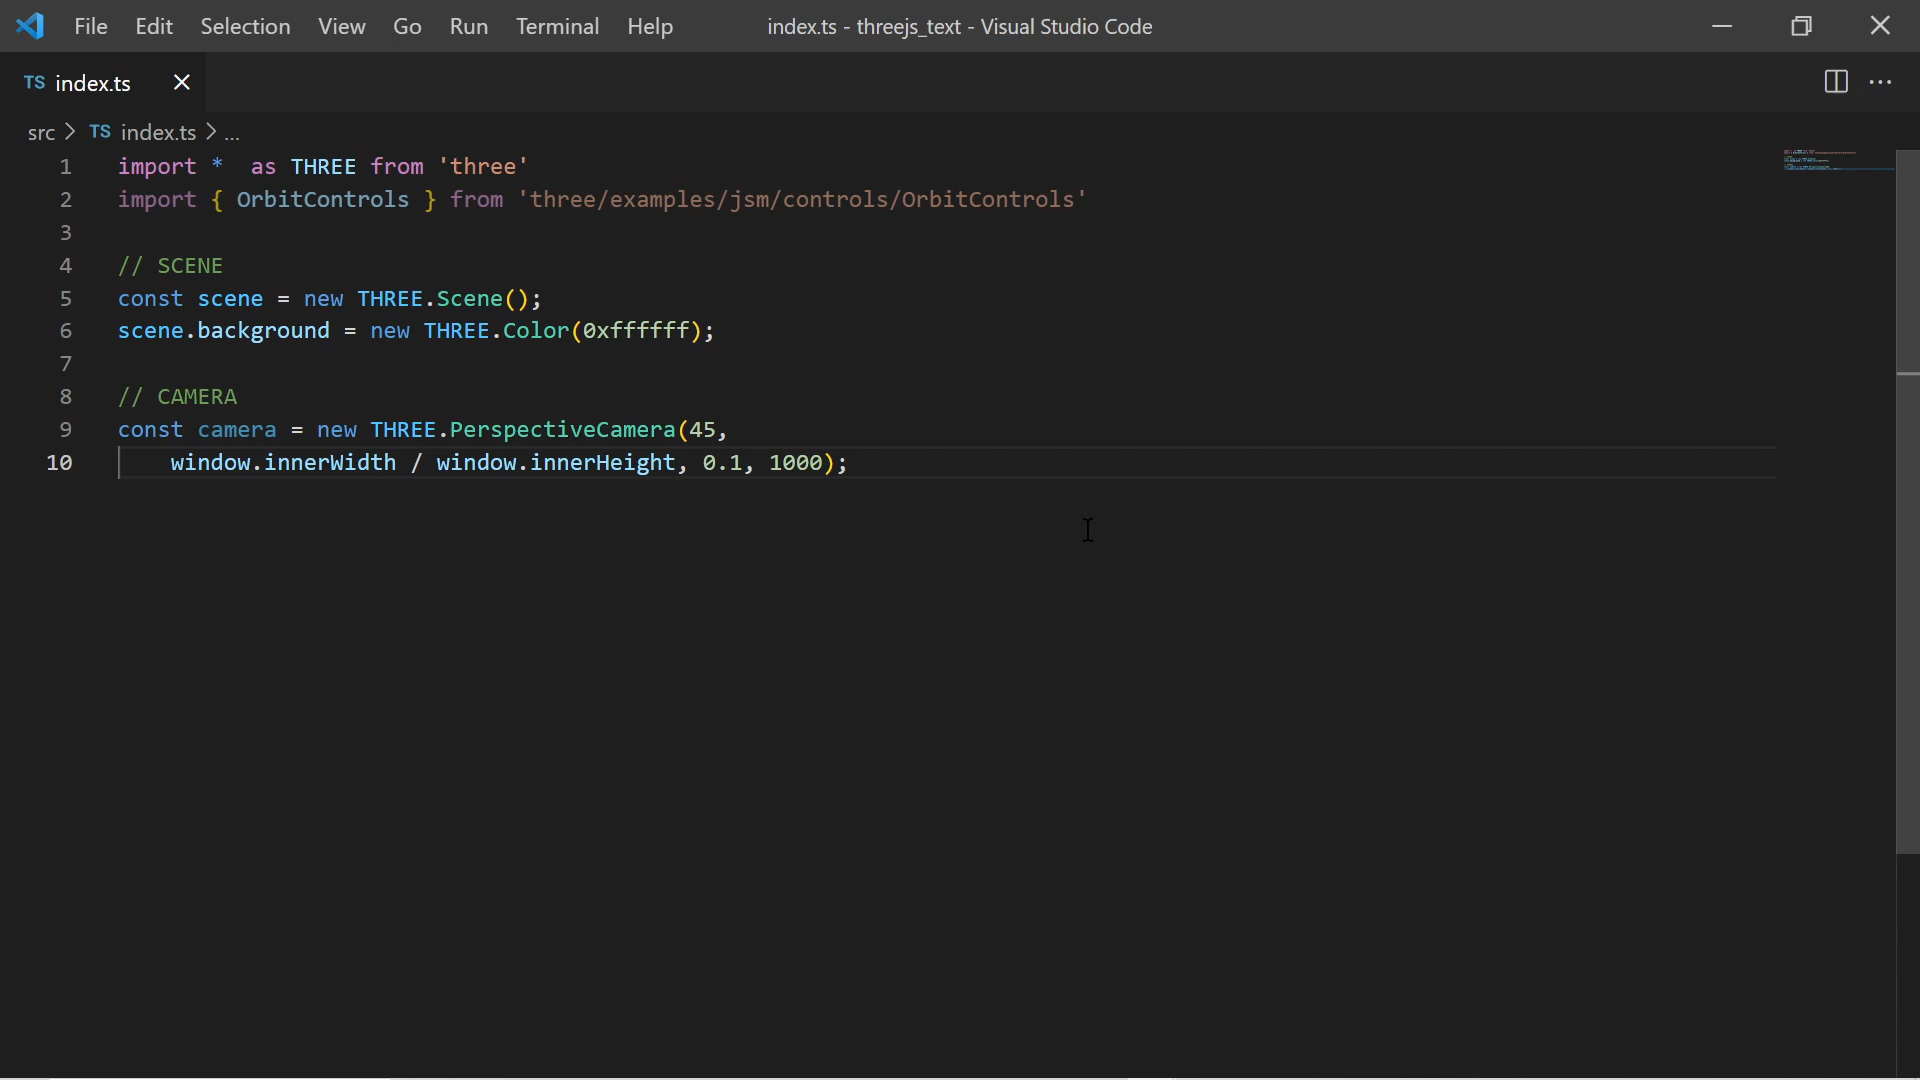 File Edit Selection View Go Run Terminal Help index.ts - threejs_text - Visual Studio Code
TS index.ts
src > TS index.ts > ...
1 import *  as THREE from 'three'
2 import { OrbitControls } from 'three/examples/jsm/controls/OrbitControls'
3
4 // SCENE
5 const scene = new THREE.Scene();
6 scene.background = new THREE.Color(0xffffff);
7
8 // CAMERA
9 const camera = new THREE.PerspectiveCamera(45,
10     window.innerWidth / window.innerHeight, 0.1, 1000);